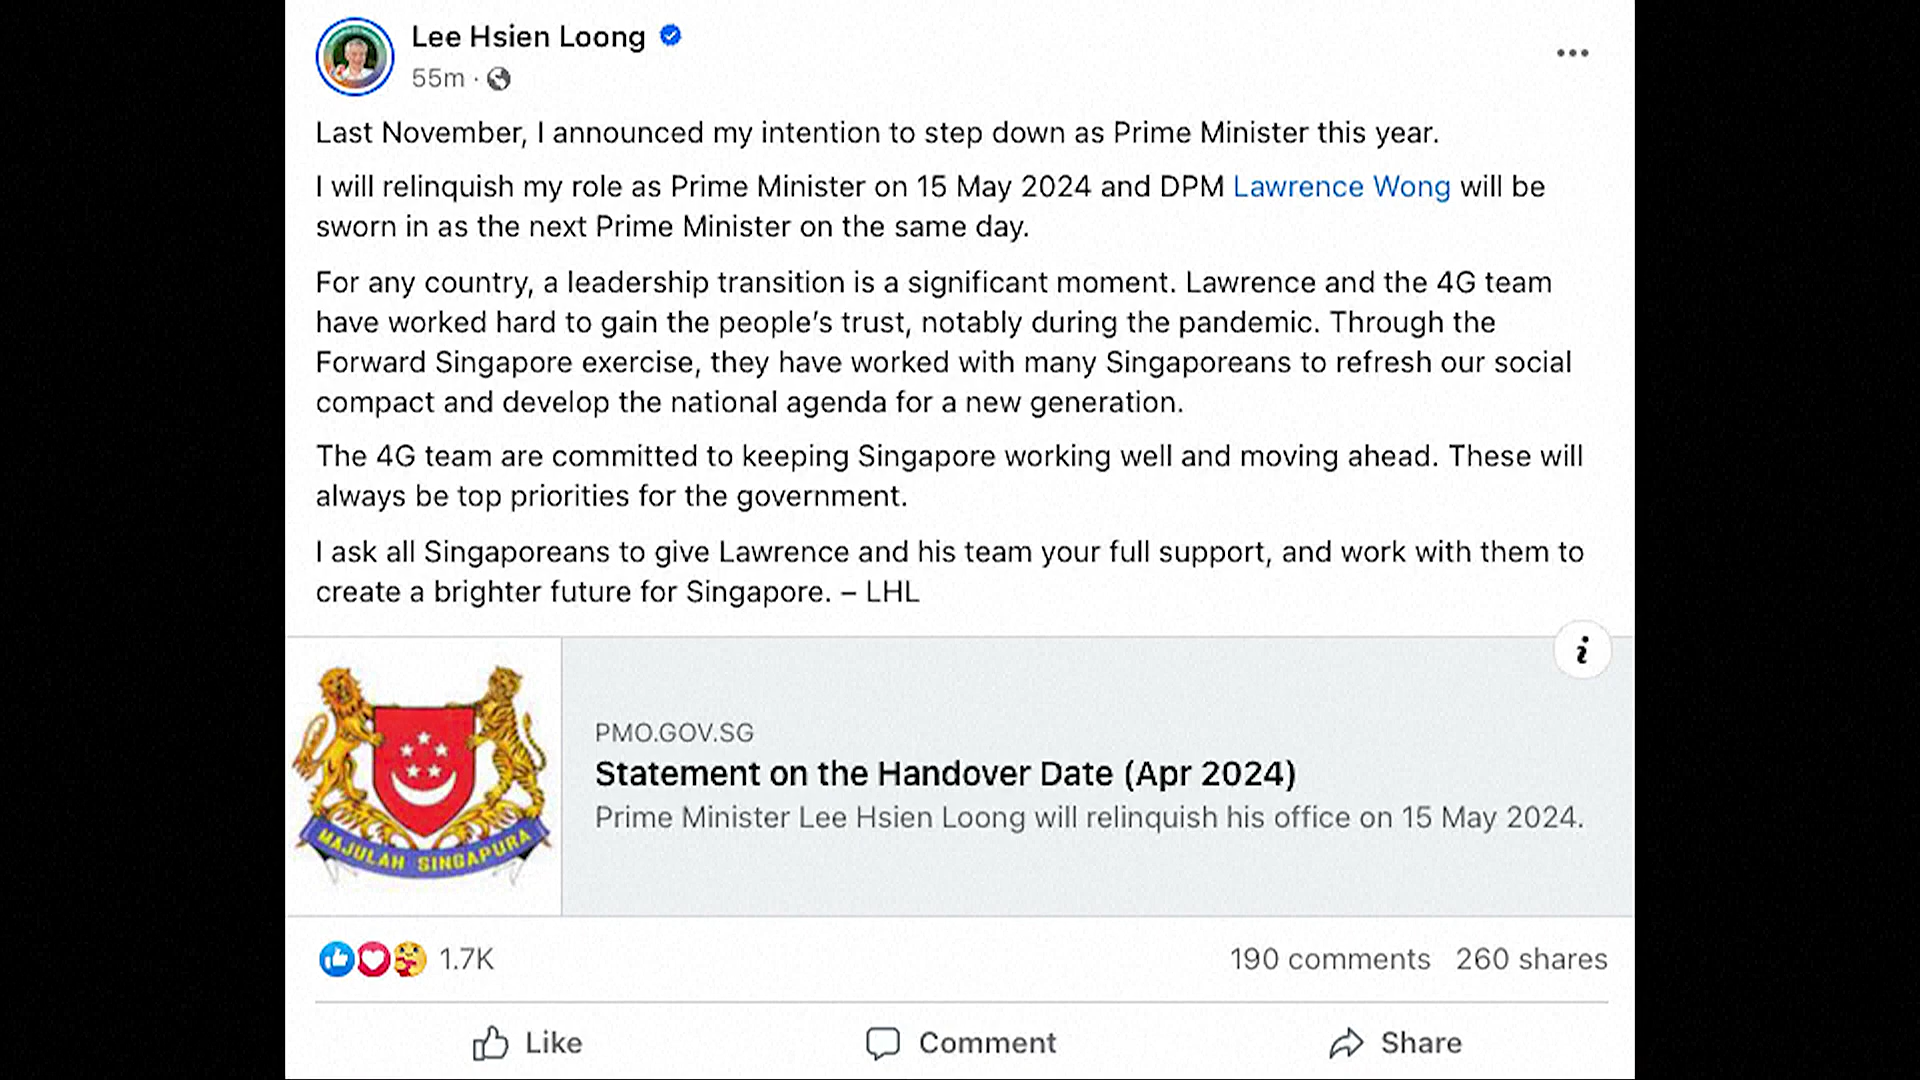 Lee Hsien Loong
55m ·
Last November, I announced my intention to step down as Prime Minister this year.
I will relinquish my role as Prime Minister on 15 May 2024 and DPM Lawrence Wong will be
sworn in as the next Prime Minister on the same day.
For any country, a leadership transition is a significant moment. Lawrence and the 4G team
have worked hard to gain the people's trust, notably during the pandemic. Through the
Forward Singapore exercise, they have worked with many Singaporeans to refresh our social
compact and develop the national agenda for a new generation.
The 4G team are committed to keeping Singapore working well and moving ahead. These will
always be top priorities for the government.
I ask all Singaporeans to give Lawrence and his team your full support, and work with them to
create a brighter future for Singapore. – LHL
MAJULAH SINGAPURA
PMO.GOV.SG
Statement on the Handover Date (Apr 2024)
Prime Minister Lee Hsien Loong will relinquish his office on 15 May 2024.
1.7K
190 comments 260 shares
Like
Comment
Share